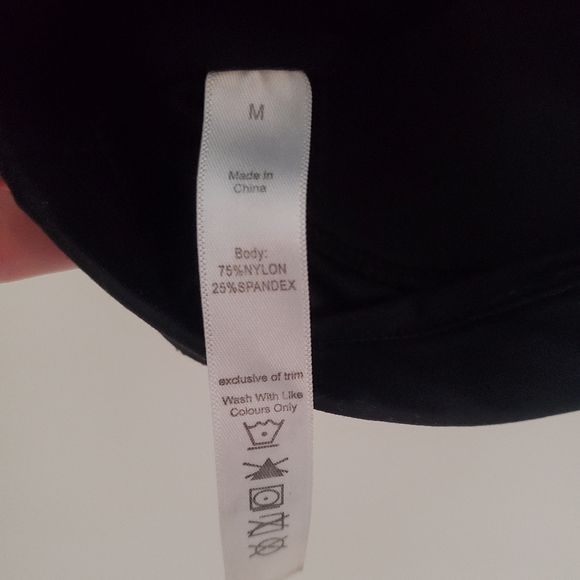 M
Made in
China
Body:
75%NYLON
25%SPANDEX
exclusive of trim
Wash With Like
Colours Only